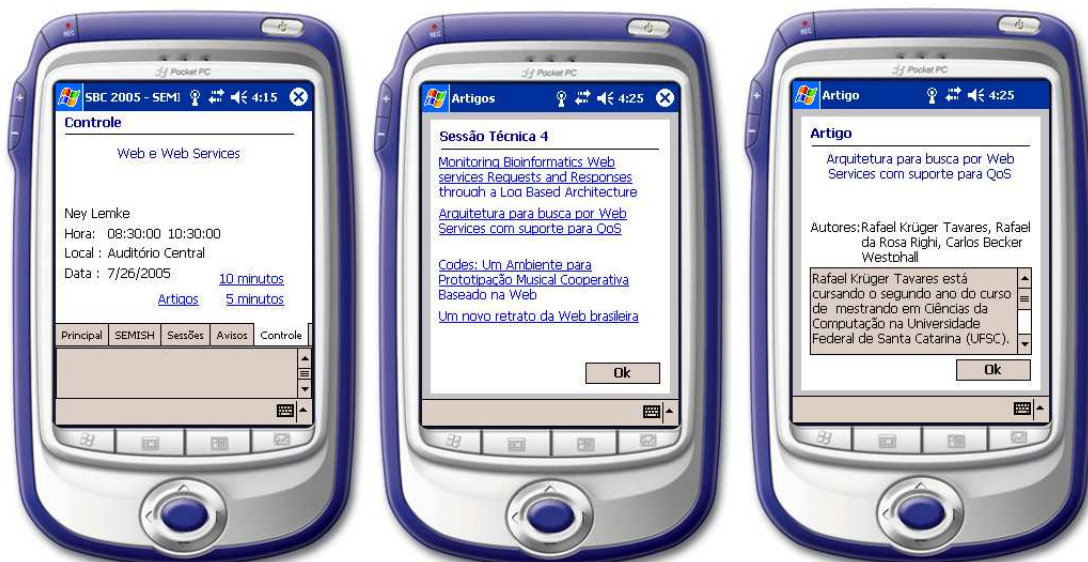 REC
Pocket PC
SBC 2005 - SEMI 4:15
Controle
Web e Web Services
Ney Lemke
Hora: 08:30:00 10:30:00
Local : Auditório Central
Data : 7/26/2005
10 minutos
Artigos 5 minutos
Principal SEMISH Sessões Avisos Controle
REC
Pocket PC
Artigos 4:25
Sessão Técnica 4
Monitoring Bioinformatics Web
services Requests and Responses
through a Log Based Architecture
Arquitetura para busca por Web
Services com suporte para QoS
Codes: Um Ambiente para
Prototipação Musical Cooperativa
Baseado na Web
Um novo retrato da Web brasileira
Ok
REC
Pocket PC
Artigo 4:25
Artigo
Arquitetura para busca por Web
Services com suporte para QoS
Autores: Rafael Krüger Tavares, Rafael
da Rosa Righi, Carlos Becker
Westphall
Rafael Krüger Tavares está
cursando o segundo ano do curso
de mestrando em Ciências da
Computação na Universidade
Federal de Santa Catarina (UFSC).
Ok